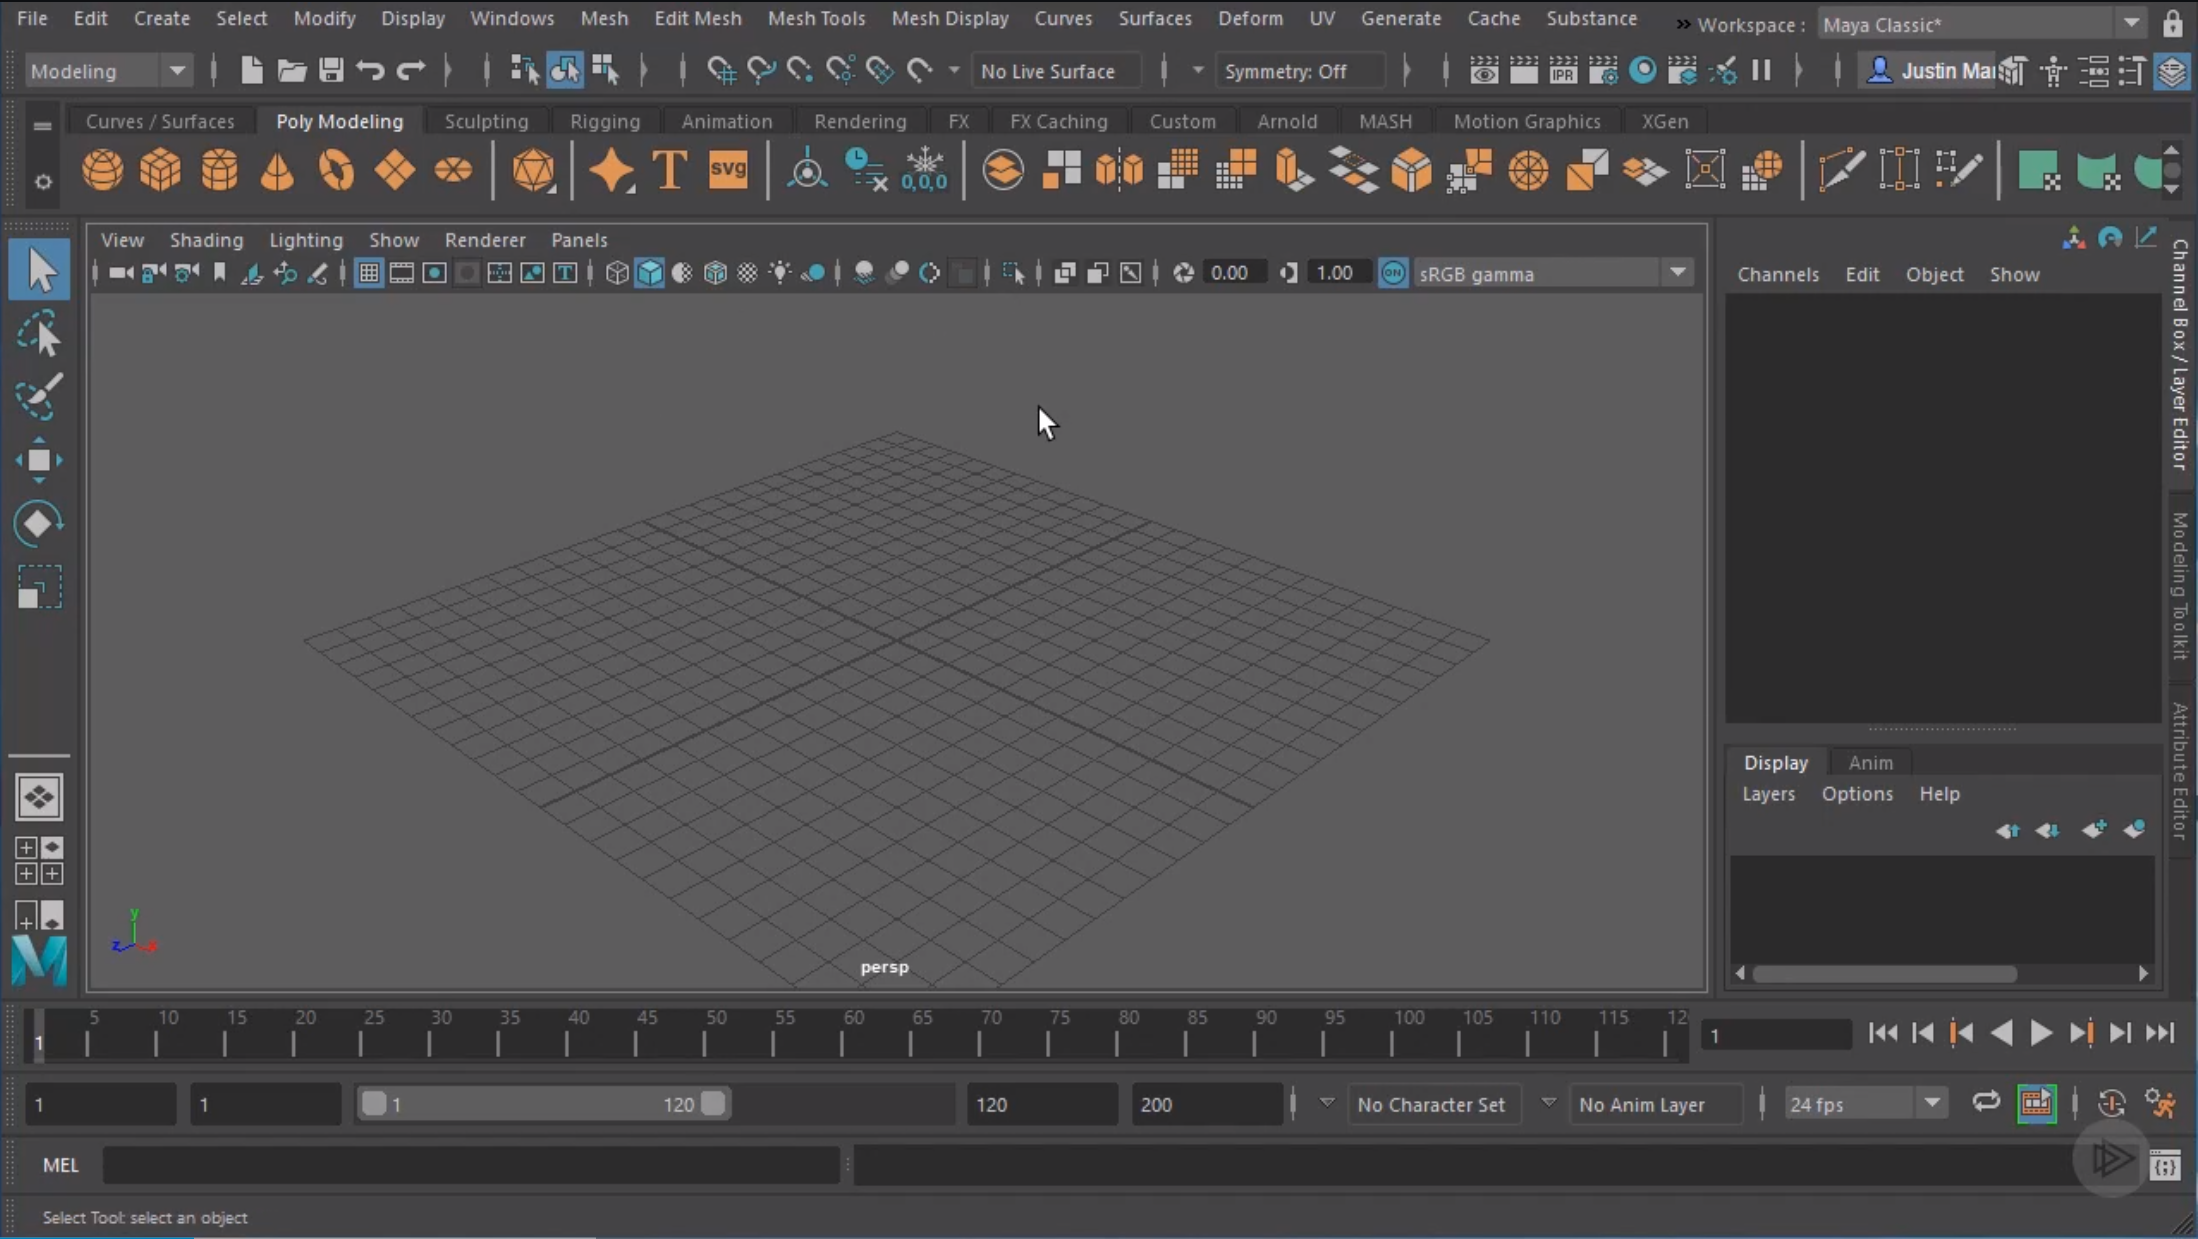 File Edit Create Select Modify Display Windows Mesh Edit Mesh Mesh Tools Mesh Display Curves Surfaces Deform UV Generate Cache Substance » Workspace : Maya Classic*
Modeling No Live Surface Symmetry: Off IPR Justin Mar
Curves / Surfaces Poly Modeling Sculpting Rigging Animation Rendering FX FX Caching Custom Arnold MASH Motion Graphics XGen
T svg 0,0,0
View Shading Lighting Show Renderer Panels
T 0.00 1.00 ON sRGB gamma
Channels Edit Object Show
Channel Box / Layer Editor
Modeling Toolkit
Attribute Editor
Display Anim
Layers Options Help
y
z x
persp
M
1 5 10 15 20 25 30 35 40 45 50 55 60 65 70 75 80 85 90 95 100 105 110 115 12 1
1 1 1 120 120 200 No Character Set No Anim Layer 24 fps
MEL
Select Tool: select an object